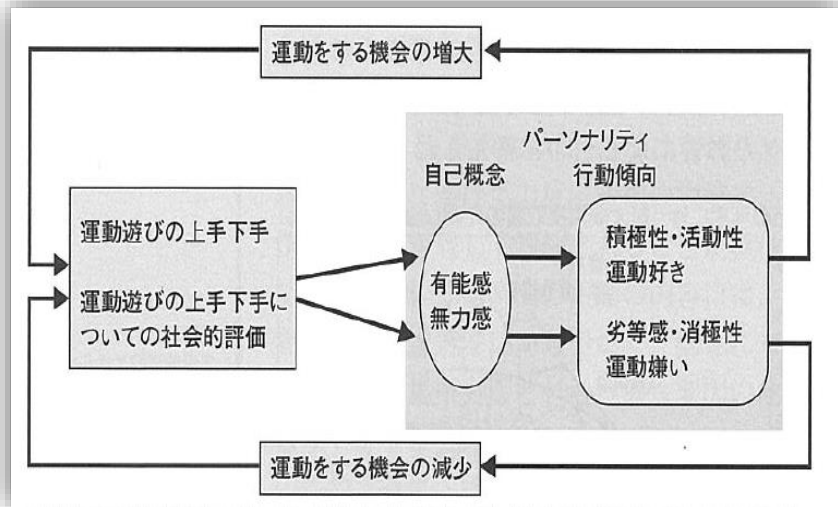 運動をする機会の増大
パーソナリティ
自己概念
行動傾向
運動遊びの上手下手
運動遊びの上手下手に
ついての社会的評価
有能感
無力感
積極性・活動性
運動好き
劣等感・消極性
運動嫌い
運動をする機会の減少